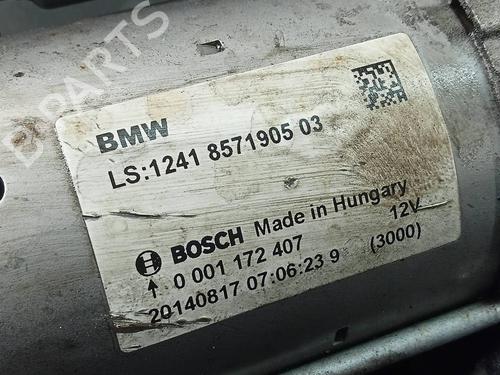 B-PARTS
BMW
LS:1241 8571905 03
BOSCH Made in Hungary
0 001 172 407 12V
20140817 07:06:23 9 (3000)